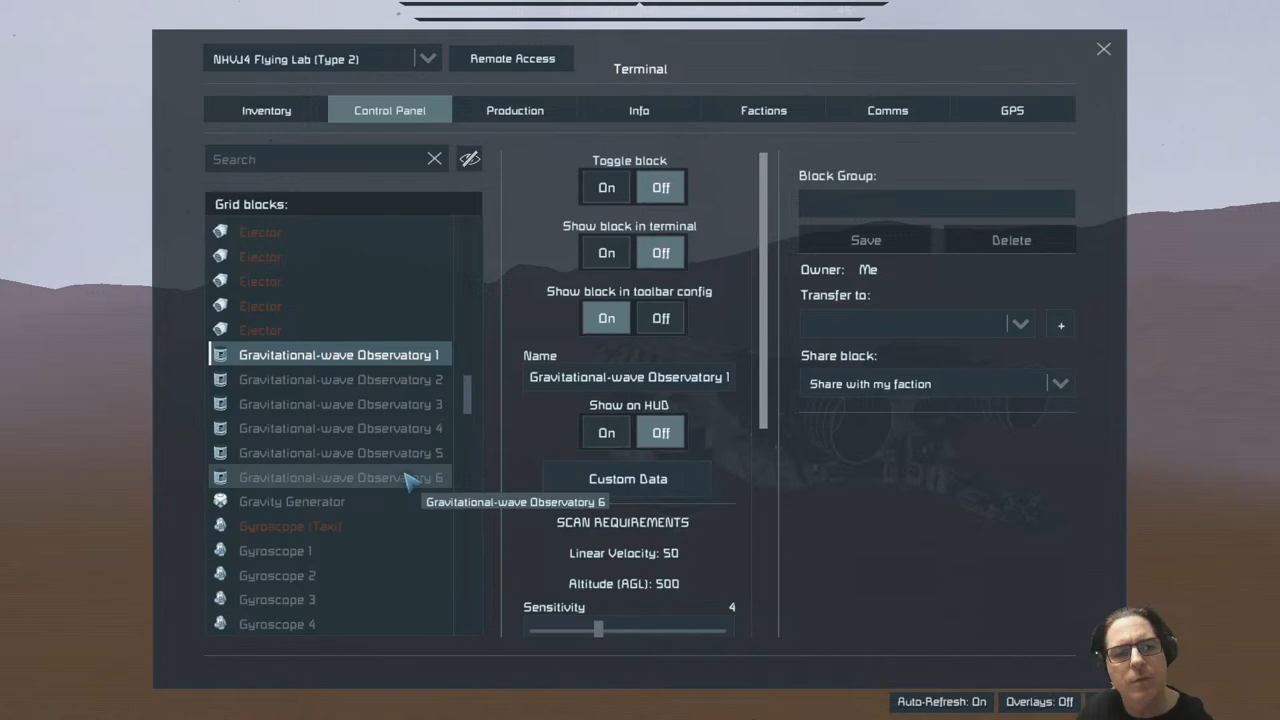 NHVJ4 Flying Lab (Type 2)
Remote Access
Terminal
Inventory
Control Panel
Production
Info
Factions
Comms
GPS
Search
Grid blocks:
Ejector
Ejector
Ejector
Ejector
Ejector
Gravitational-wave Observatory 1
Gravitational-wave Observatory 2
Gravitational-wave Observatory 3
Gravitational-wave Observatory 4
Gravitational-wave Observatory 5
Gravitational-wave Observatory 6
Gravitational-wave Observatory 6
Gravity Generator
Gyroscope (Taxi)
Gyroscope 1
Gyroscope 2
Gyroscope 3
Gyroscope 4
Toggle block
On Off
Show block in terminal
On Off
Show block in toolbar config
On Off
Name
Gravitational-wave Observatory 1
Show on HUD
On Off
Custom Data
SCAN REQUIREMENTS
Linear Velocity: 50
Altitude (AGL): 500
Sensitivity 4
Block Group:
Save Delete
Owner: Me
Transfer to:
+
Share block:
Share with my faction
Auto-Refresh: On Overlays: Off